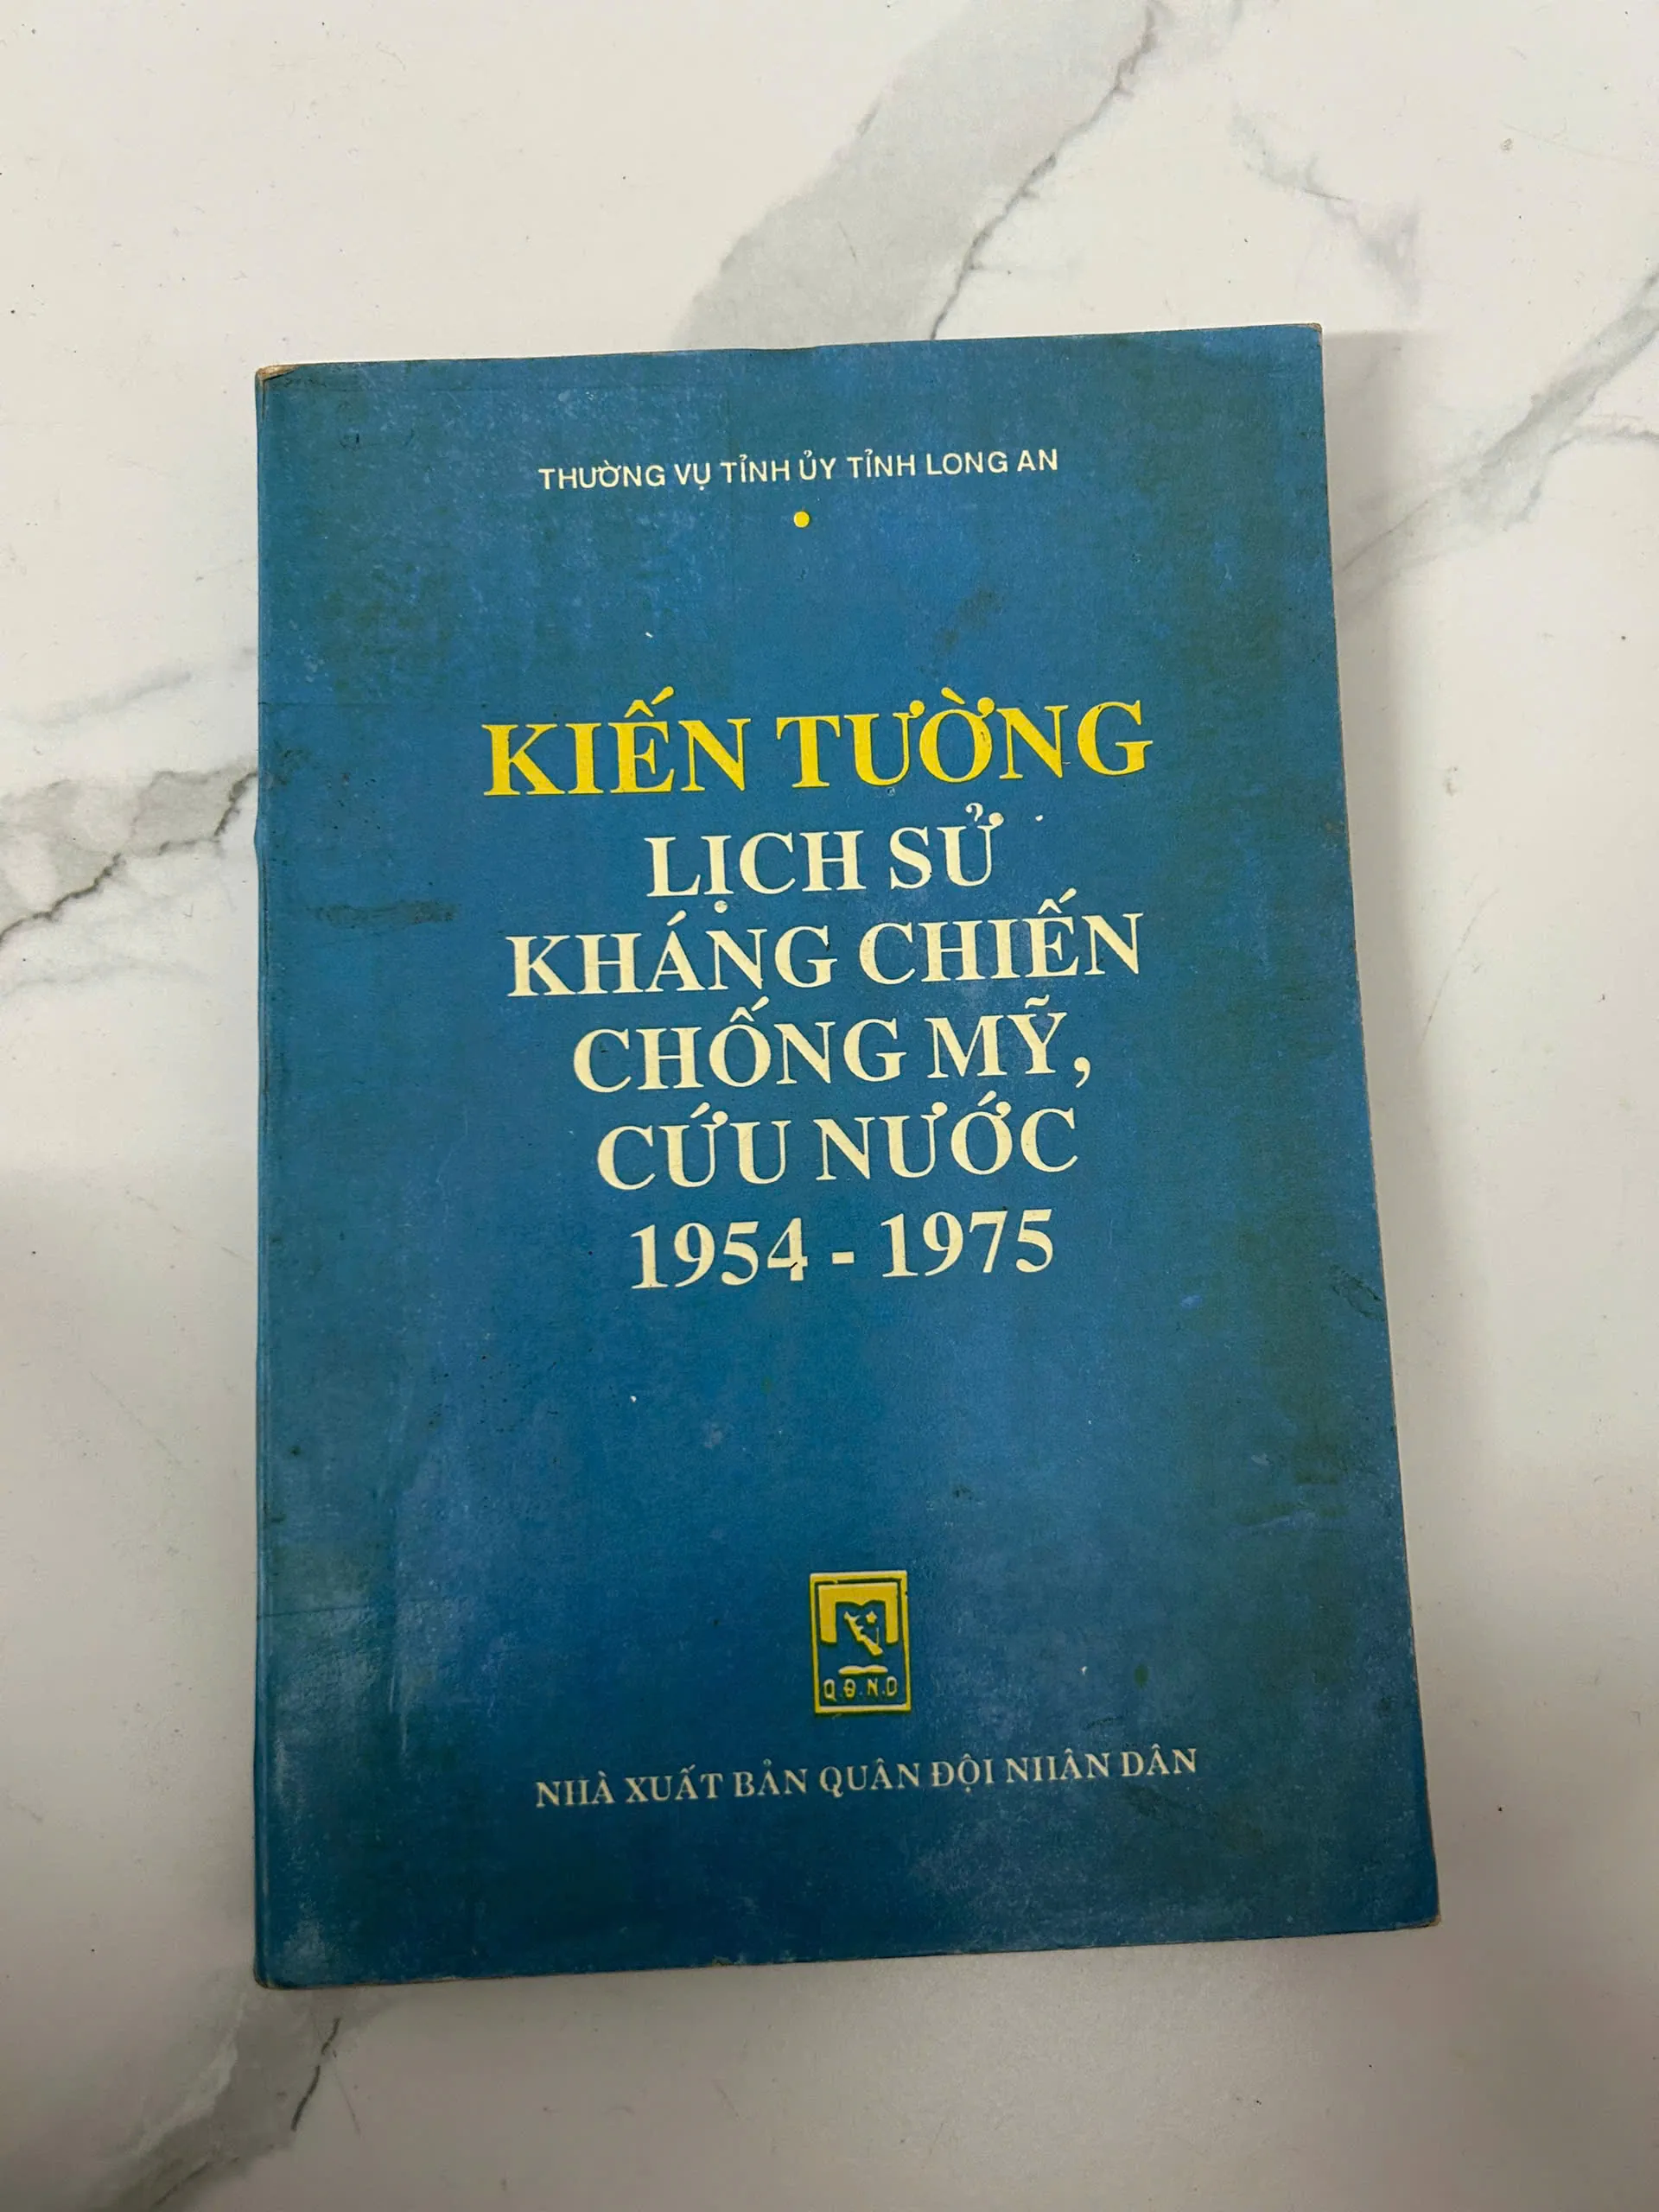 THƯỜNG VỤ TỈNH ỦY TỈNH LONG AN
KIẾN TƯỜNG
LỊCH SỬ
KHÁNG CHIẾN
CHỐNG MỸ,
CỨU NƯỚC
1954 - 1975
Q.Đ.N.D
NHÀ XUẤT BẢN QUÂN ĐỘI NHÂN DÂN